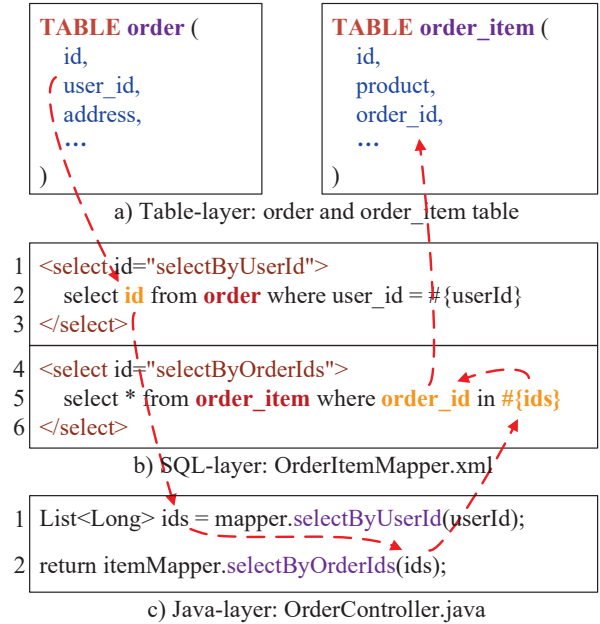 TABLE order (
id,
user_id,
address,
...
)
TABLE order_item (
id,
product,
order_id,
...
)
a) Table-layer: order and order_item table
1 <select id="selectByUserId">
2 select id from order where user_id = #{userId}
3 </select>
4 <select id="selectByOrderIds">
5 select * from order_item where order_id in #{ids}
6 </select>
b) SQL-layer: OrderItemMapper.xml
1 List<Long> ids = mapper.selectByUserId(userId);
2 return itemMapper.selectByOrderIds(ids);
c) Java-layer: OrderController.java